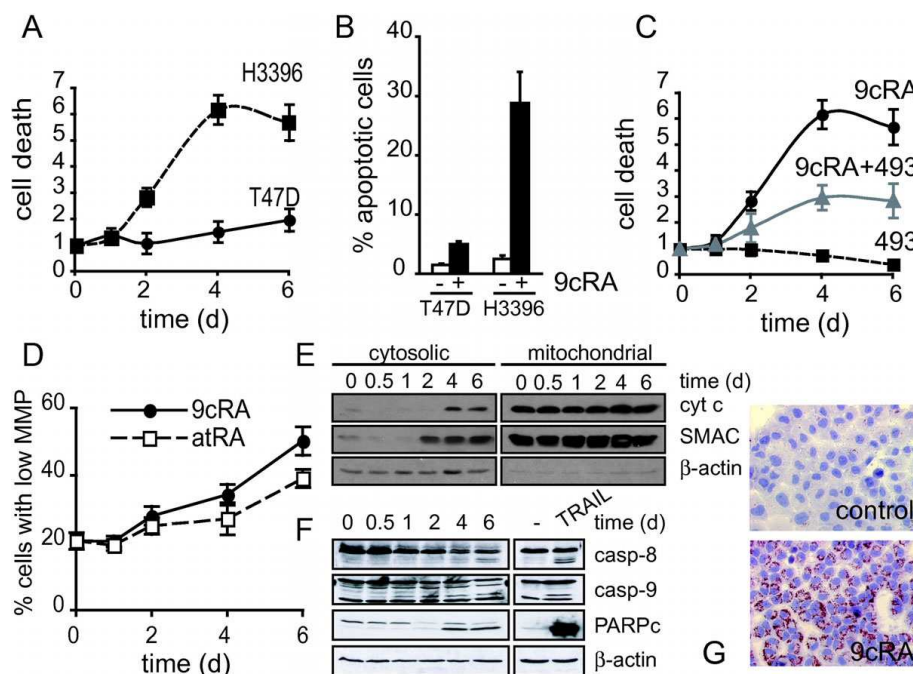 A
cell death
7
6
5
4
3
2
1
0
H3396
T47D
0 2 4 6
time (d)
B
% apoptotic cells
40
30
20
10
0
- + - + 9cRA
T47D H3396
C
cell death
7
6
5
4
3
2
1
0
9cRA
9cRA+493
493
0 2 4 6
time (d)
D
% cells with low MMP
60
40
20
0
9cRA
atRA
0 2 4 6
time (d)
E
cytosolic mitochondrial
0 0.5 1 2 4 6 0 0.5 1 2 4 6 time (d)
cyt c
SMAC
β-actin
F
0 0.5 1 2 4 6 - TRAIL time (d)
casp-8
casp-9
PARPc
β-actin
G
control
9cRA